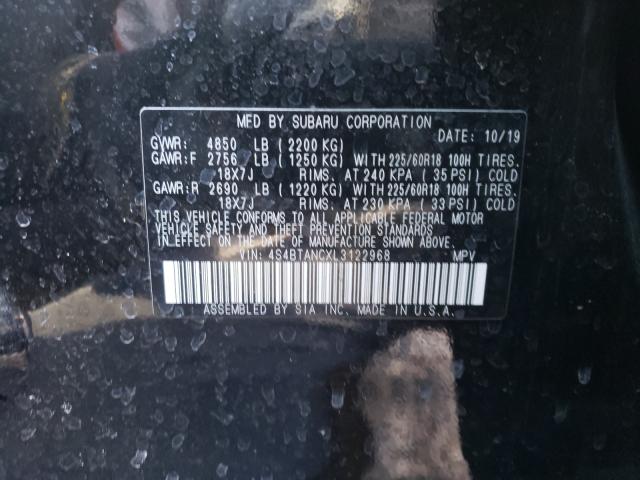 MFD BY SUBARU CORPORATION
DATE: 10/19
GVWR: 4850 LB (2200 KG)
GAWR:F 2756 LB (1250 KG) WITH 225/60R18 100H TIRES.
18X7J RIMS. AT 240 KPA ( 35 PSI) COLD
GAWR:R 2690 LB (1220 KG) WITH 225/60R18 100H TIRES.
18X7J RIMS. AT 230 KPA ( 33 PSI) COLD
THIS VEHICLE CONFORMS TO ALL APPLICABLE FEDERAL MOTOR
VEHICLE SAFETY AND THEFT PREVENTION STANDARDS IN EFFECT
ON THE DATE OF MANUFACTURE SHOWN ABOVE.
VIN: 4S4BTANCXL3122968 MPV
ASSEMBLED BY SIA INC. MADE IN U.S.A.